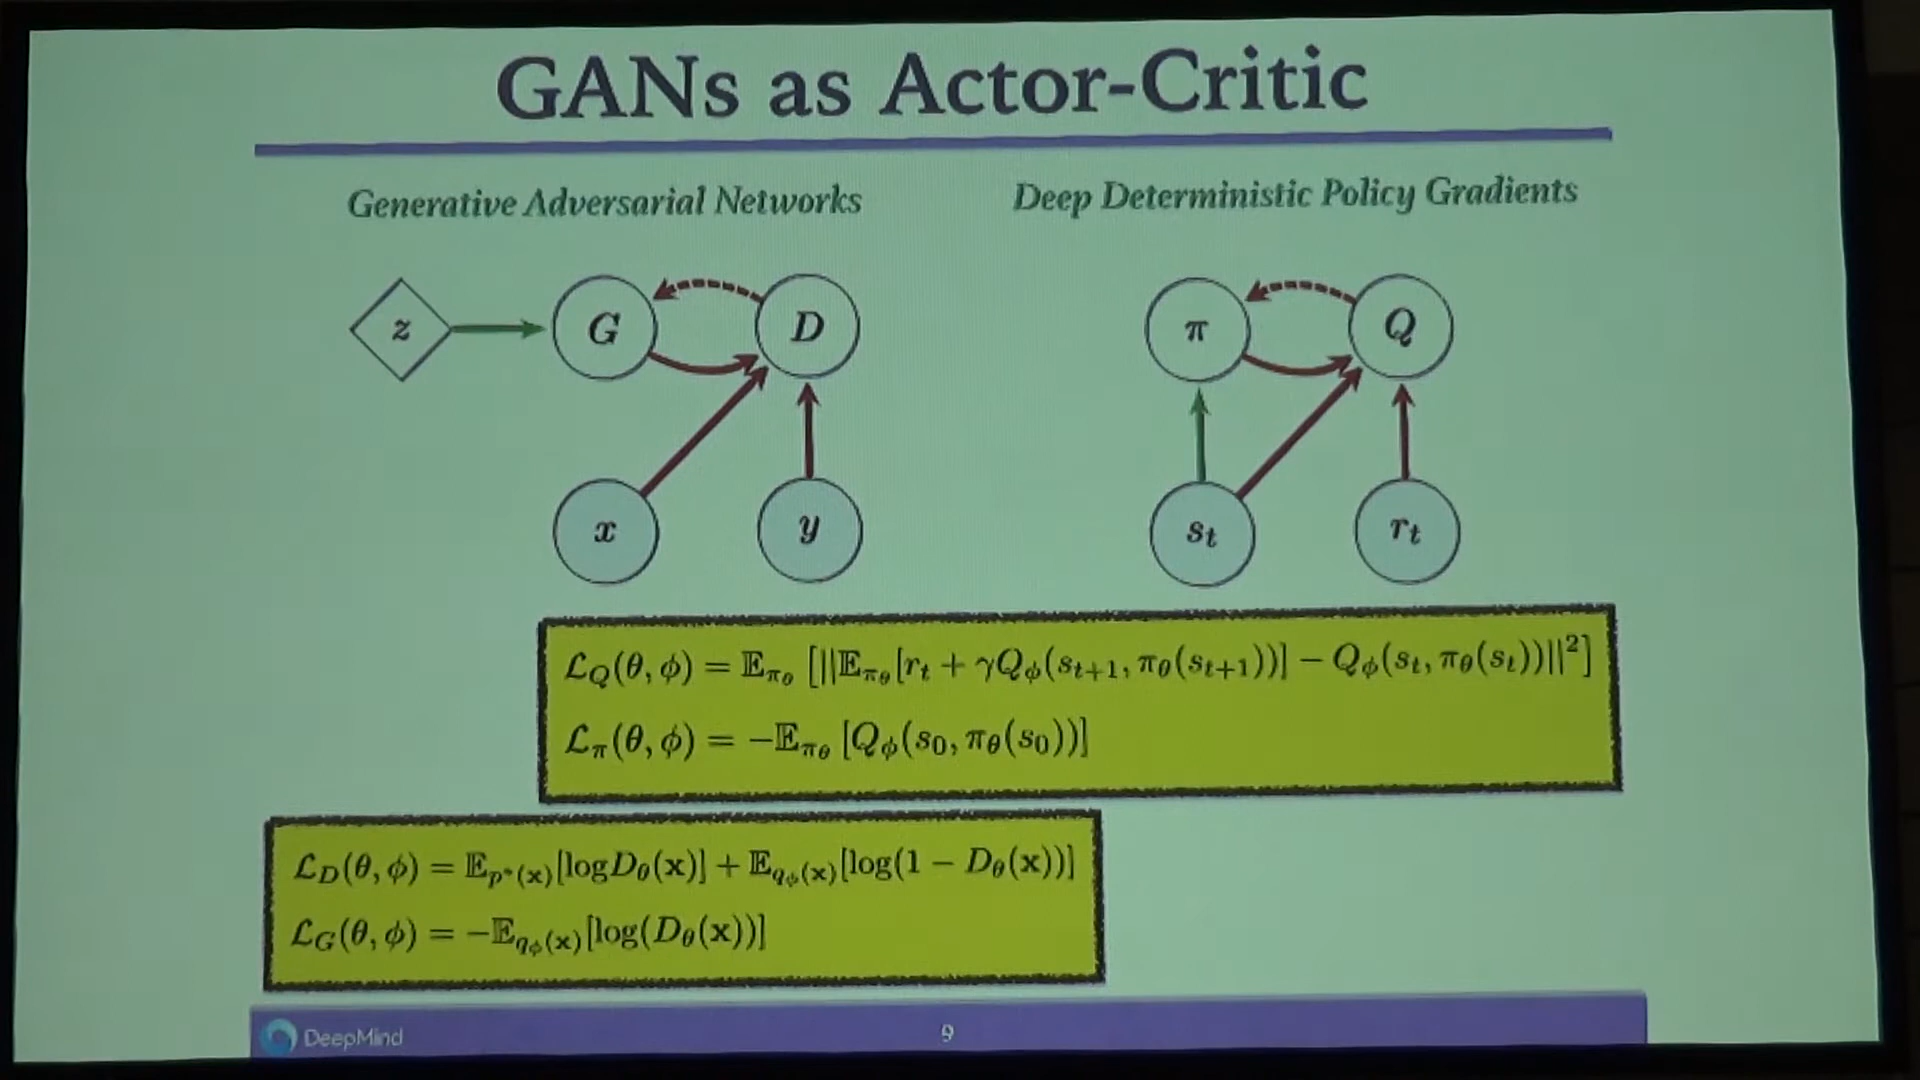 GANs as Actor-Critic
Generative Adversarial Networks
Deep Deterministic Policy Gradients
z G D
π Q
x y
s_t r_t
ℒ_Q(θ, ϕ) = 𝔼_{π_θ} [||𝔼_{π_θ}[r_t + γQ_ϕ(s_{t+1}, π_θ(s_{t+1}))] − Q_ϕ(s_t, π_θ(s_t))||²]
ℒ_π(θ, ϕ) = −𝔼_{π_θ} [Q_ϕ(s_0, π_θ(s_0))]
ℒ_D(θ, ϕ) = 𝔼_{p*(x)}[logD_θ(x)] + 𝔼_{q_ϕ(x)}[log(1 − D_θ(x))]
ℒ_G(θ, ϕ) = −𝔼_{q_ϕ(x)}[log(D_θ(x))]
DeepMind
9